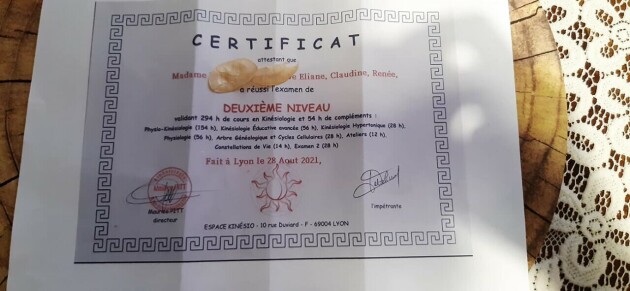 CERTIFICAT
attestant que
Madame Eliane, Claudine, Renée,
a réussi l'examen de
DEUXIÈME NIVEAU
validant 294 h de cours en Kinésiologie et 54 h de compléments :
Physio-Kinésiologie (154 h), Kinésiologie Éducative avancée (56 h), Kinésiologie Hypertonique (28 h),
Physiologie (56 h), Arbre Généalogique et Cycles Cellulaires (28 h), Ateliers (12 h),
Constellations de Vie (14 h), Examen 2 (28 h)
Fait à Lyon le 28 Aout 2021,
directeur
l'impétrante
ESPACE KINÉSIO - 10 rue Duviard - F - 69004 LYON